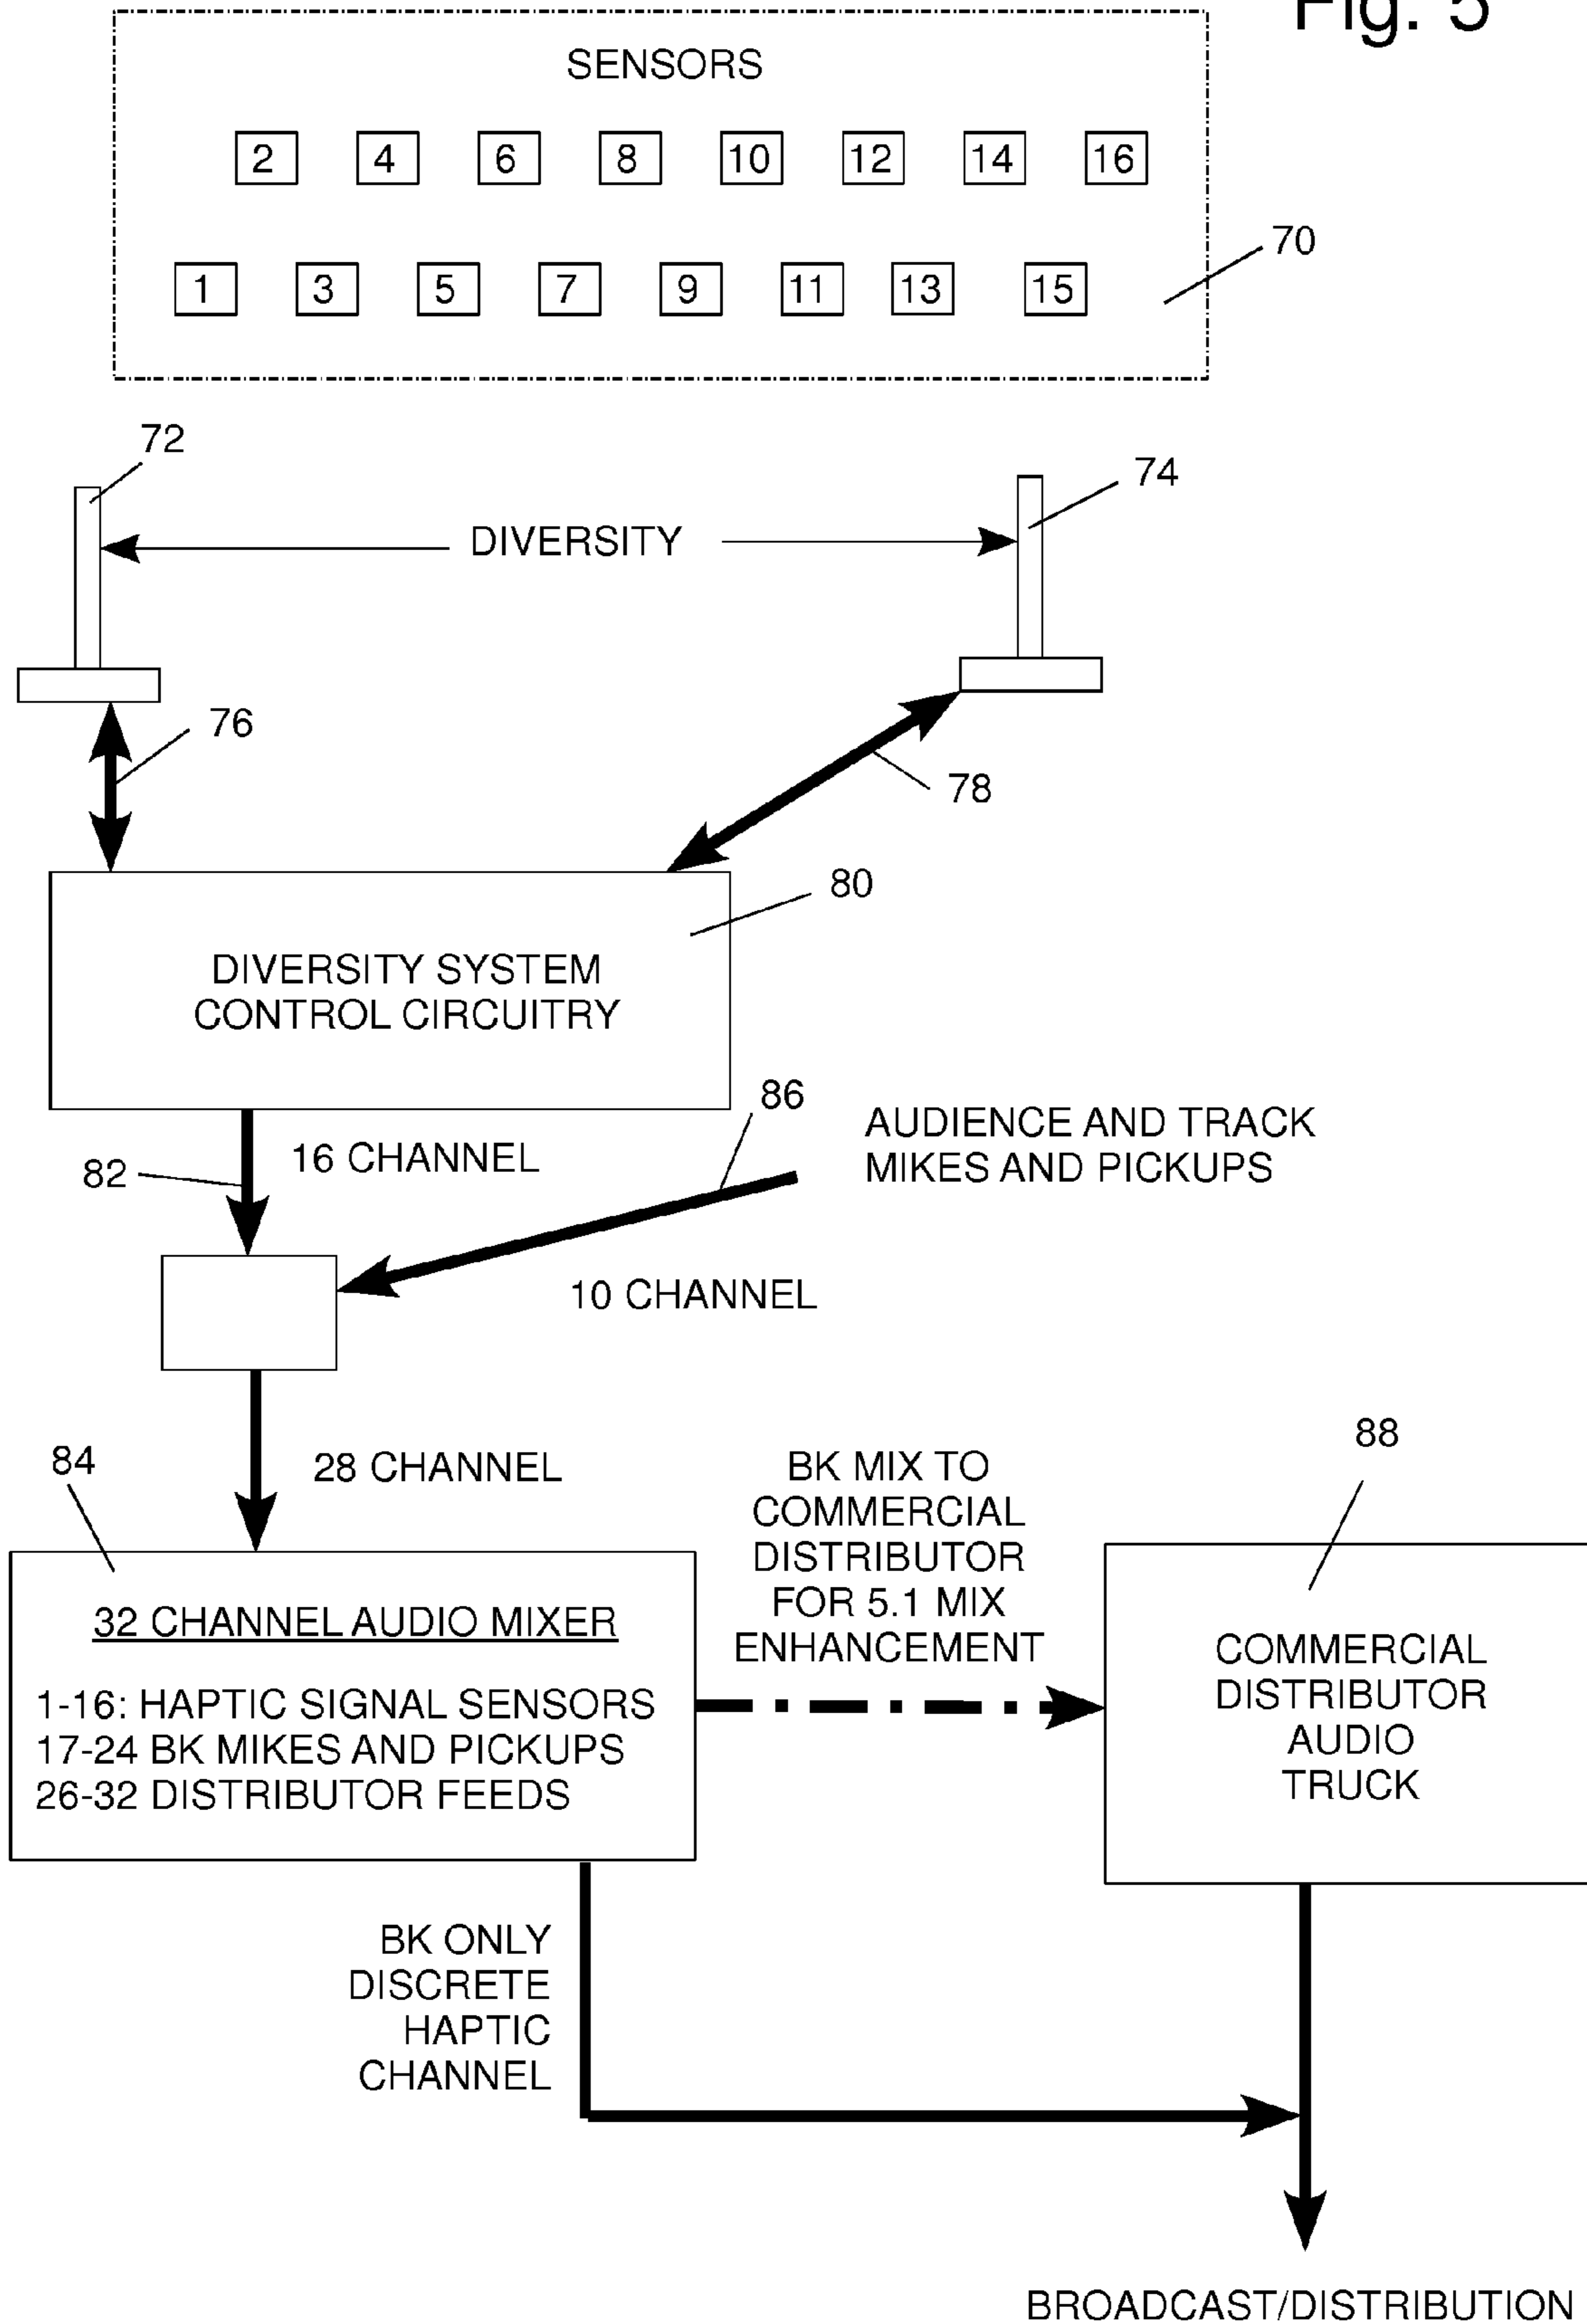 Fig. 5
SENSORS
2 4 6 8 10 12 14 16
70
1 3 5 7 9 11 13 15
72
74
DIVERSITY
76
78
80
DIVERSITY SYSTEM
CONTROL CIRCUITRY
86
AUDIENCE AND TRACK
MIKES AND PICKUPS
82
16 CHANNEL
10 CHANNEL
84
28 CHANNEL
88
BK MIX TO
COMMERCIAL
DISTRIBUTOR
FOR 5.1 MIX
ENHANCEMENT
32 CHANNEL AUDIO MIXER
1-16: HAPTIC SIGNAL SENSORS
17-24 BK MIKES AND PICKUPS
26-32 DISTRIBUTOR FEEDS
COMMERCIAL
DISTRIBUTOR
AUDIO
TRUCK
BK ONLY
DISCRETE
HAPTIC
CHANNEL
BROADCAST/DISTRIBUTION